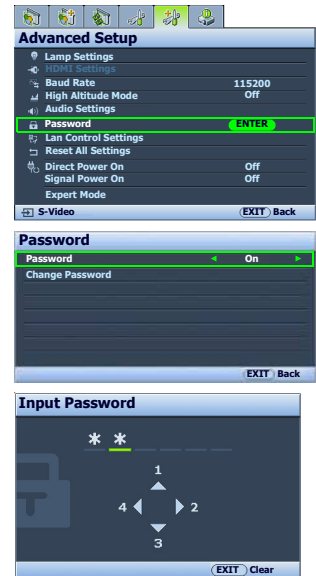 Advanced Setup
Lamp Settings
HDMI Settings
Baud Rate 115200
High Altitude Mode Off
Audio Settings
Password ENTER
Lan Control Settings
Reset All Settings
Direct Power On Off
Signal Power On Off
Expert Mode
S-Video EXIT Back
Password
Password On
Change Password
EXIT Back
Input Password
* *
1
4 2
3
EXIT Clear